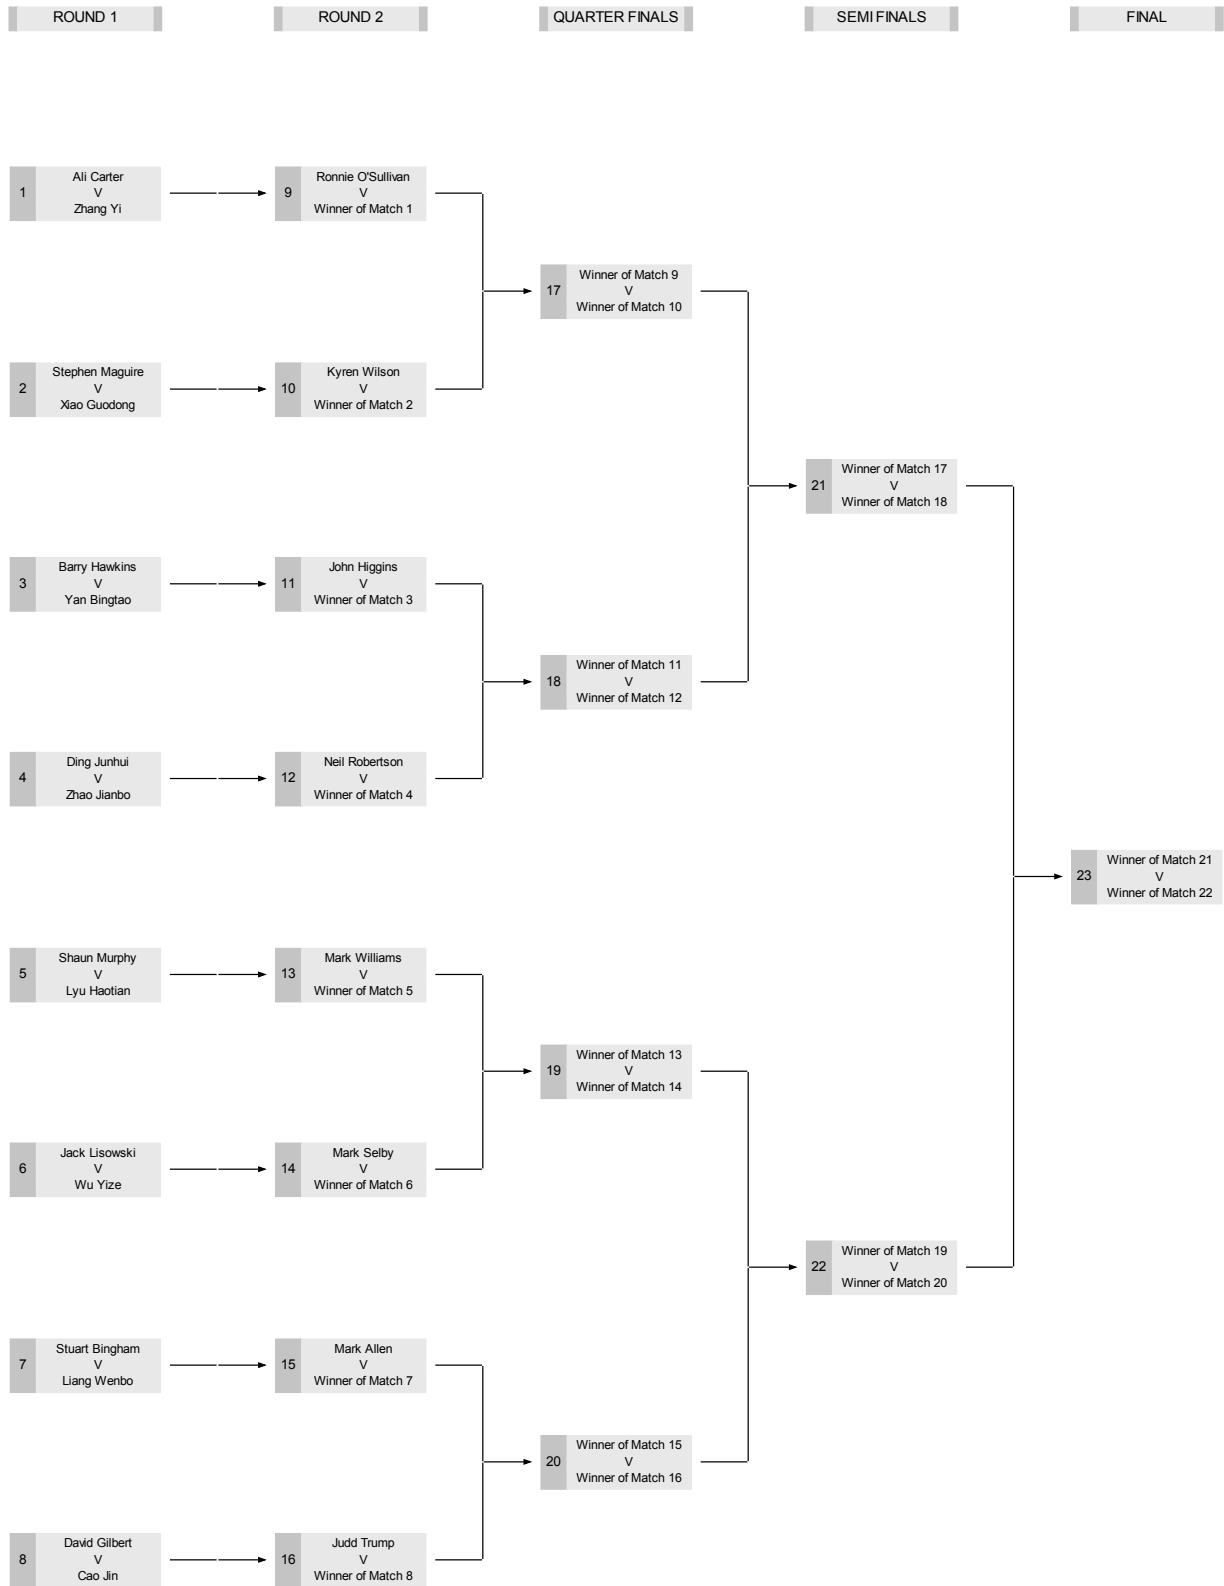 ROUND 1
ROUND 2
QUARTER FINALS
SEMI FINALS
FINAL
1
Ali Carter
V
Zhang Yi
9
Ronnie O'Sullivan
V
Winner of Match 1
17
Winner of Match 9
V
Winner of Match 10
2
Stephen Maguire
V
Xiao Guodong
10
Kyren Wilson
V
Winner of Match 2
21
Winner of Match 17
V
Winner of Match 18
3
Barry Hawkins
V
Yan Bingtao
11
John Higgins
V
Winner of Match 3
18
Winner of Match 11
V
Winner of Match 12
4
Ding Junhui
V
Zhao Jianbo
12
Neil Robertson
V
Winner of Match 4
23
Winner of Match 21
V
Winner of Match 22
5
Shaun Murphy
V
Lyu Haotian
13
Mark Williams
V
Winner of Match 5
19
Winner of Match 13
V
Winner of Match 14
6
Jack Lisowski
V
Wu Yize
14
Mark Selby
V
Winner of Match 6
22
Winner of Match 19
V
Winner of Match 20
7
Stuart Bingham
V
Liang Wenbo
15
Mark Allen
V
Winner of Match 7
20
Winner of Match 15
V
Winner of Match 16
8
David Gilbert
V
Cao Jin
16
Judd Trump
V
Winner of Match 8